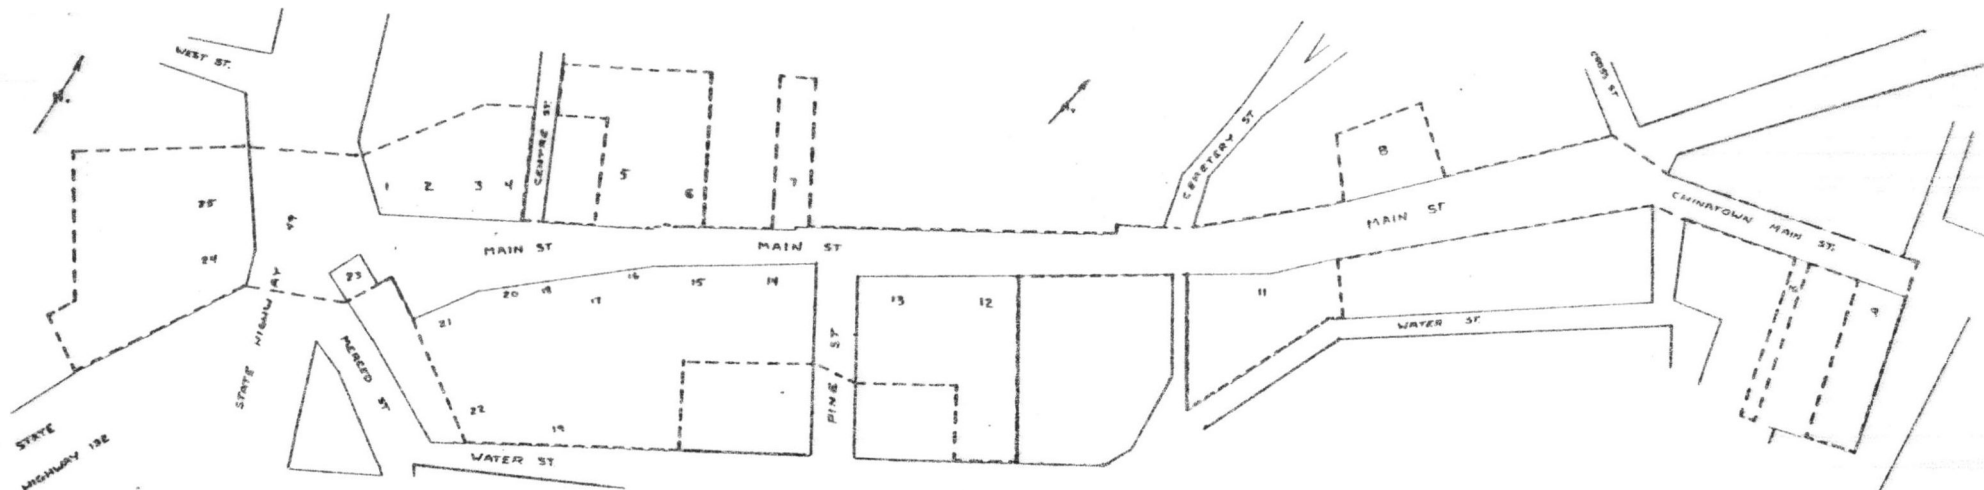 WEST ST.
N.
CENTRE ST.
1
2
3
4
5
6
7
N.
CEMETERY ST
8
CROSS ST
MAIN ST
CHINATOWN
MAIN ST.
25
24
49
MAIN ST
MAIN ST
23
20
18
17
16
15
14
13
12
11
10
9
21
STATE HIGHWAY
MERCED ST
PINE ST
WATER ST.
22
19
WATER ST
STATE
HIGHWAY 132